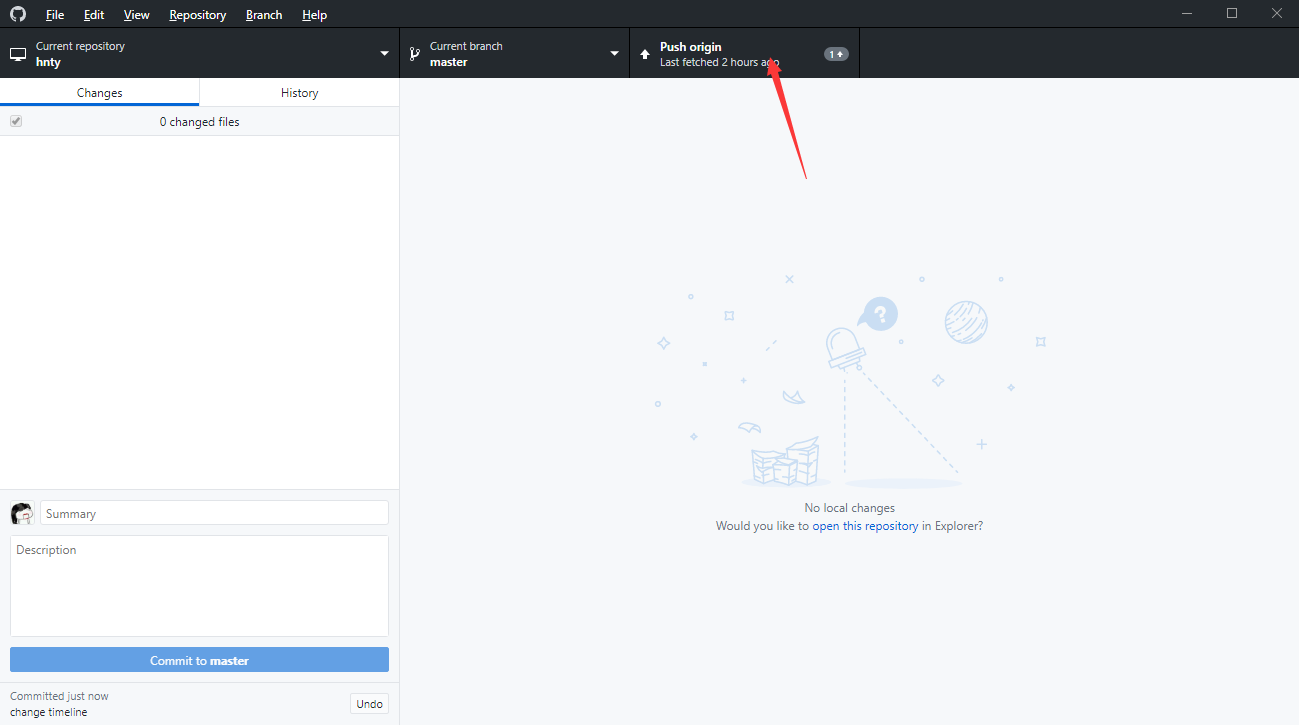 File Edit View Repository Branch Help
Current repository
hnty
Current branch
master
Push origin
Last fetched 2 hours ago
1
Changes
History
0 changed files
?
No local changes
Would you like to open this repository in Explorer?
Summary
Description
Commit to master
Committed just now
change timeline
Undo